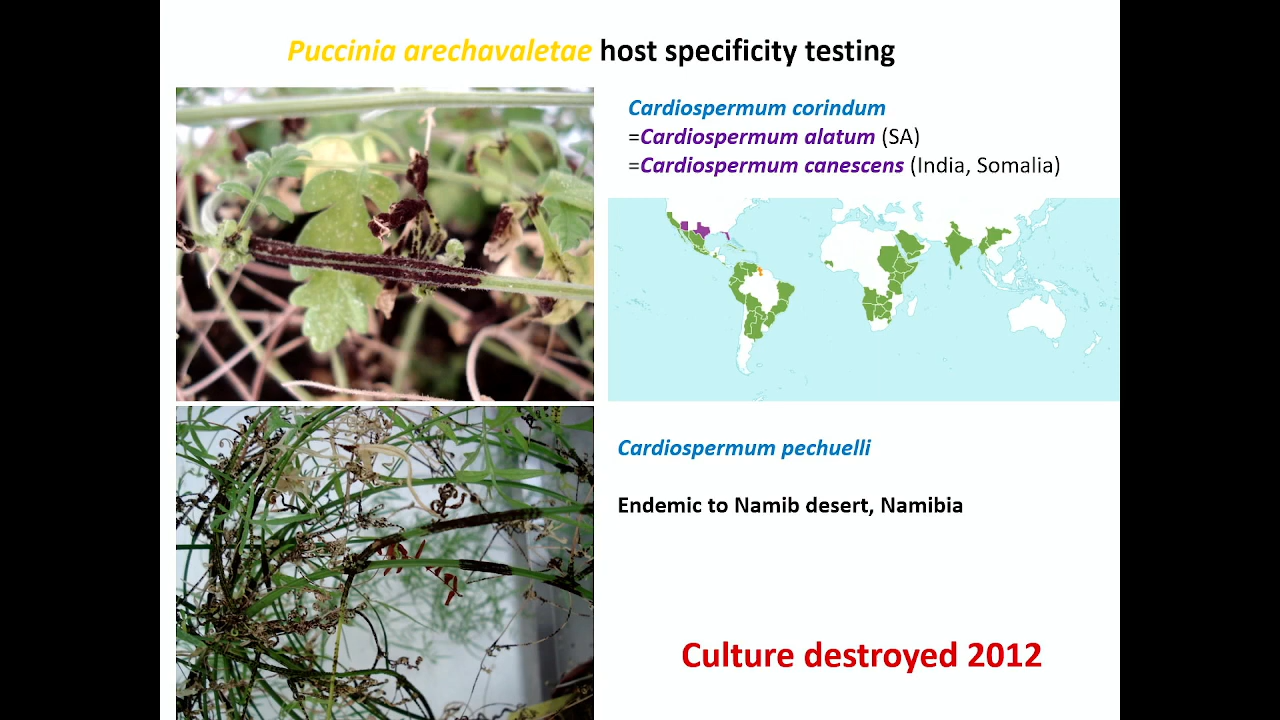 Puccinia arechavaletae host specificity testing
Cardiospermum corindum
=Cardiospermum alatum (SA)
=Cardiospermum canescens (India, Somalia)
Cardiospermum pechuelli
Endemic to Namib desert, Namibia
Culture destroyed 2012